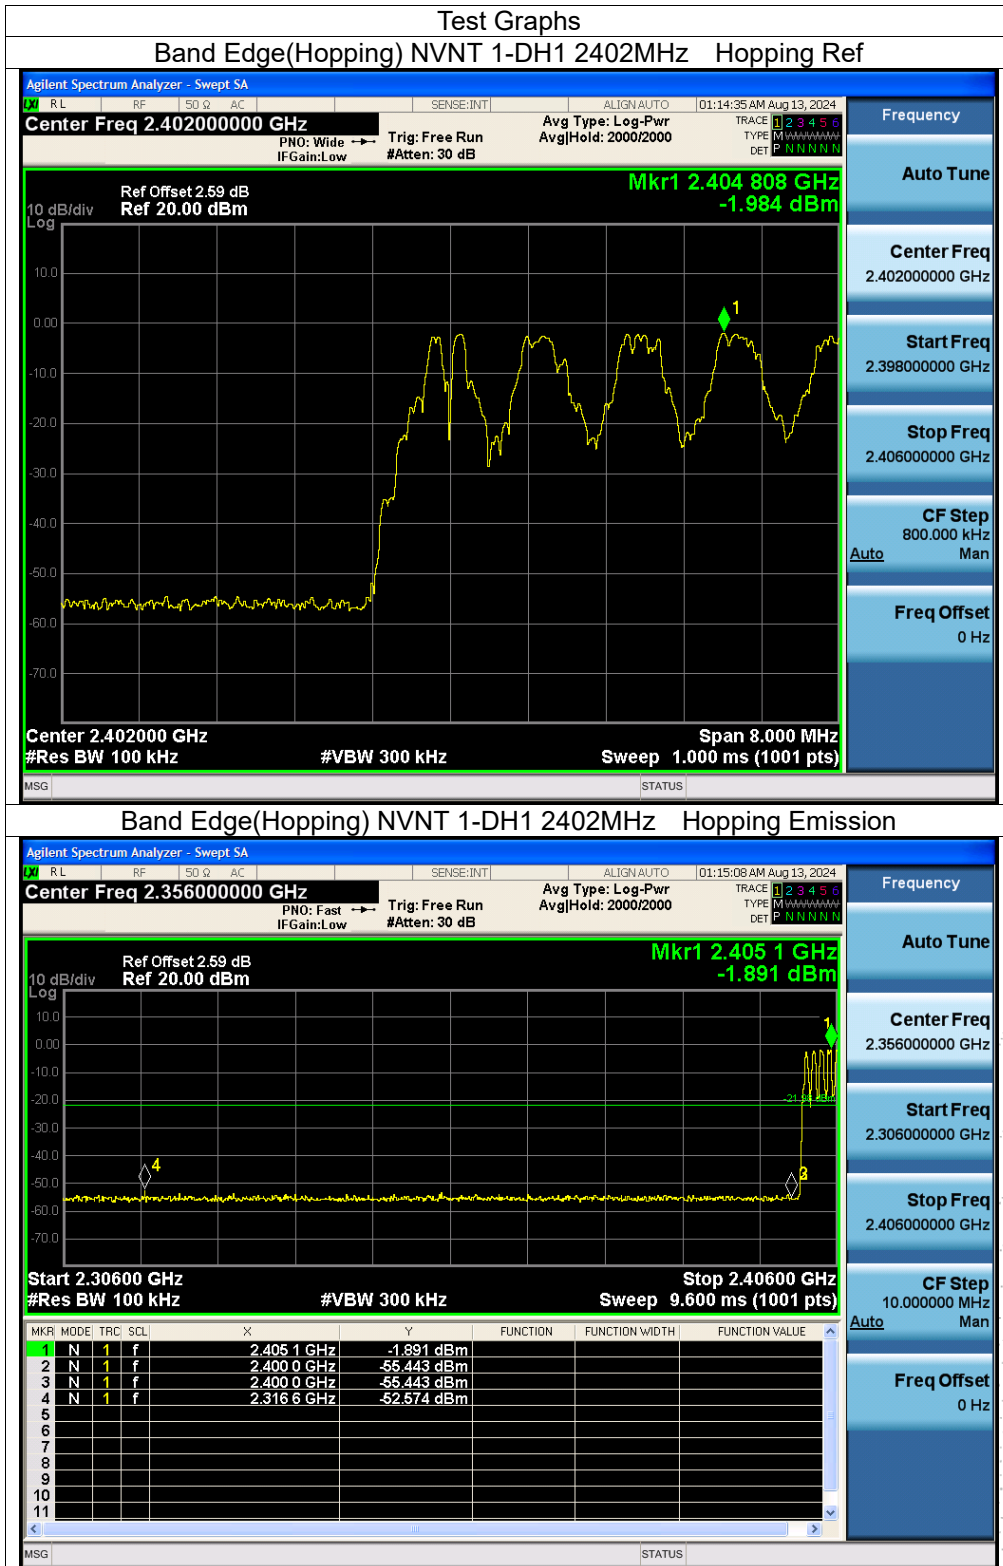 Test Graphs
Band Edge(Hopping) NVNT 1-DH1 2402MHz Hopping Ref
Agilent Spectrum Analyzer - Swept SA
LXI RL RF 50 Ω AC SENSE:INT ALIGNAUTO 01:14:35 AM Aug 13, 2024
Center Freq 2.402000000 GHz Avg Type: Log-Pwr TRACE 1 2 3 4 5 6
PNO: Wide Trig: Free Run Avg|Hold: 2000/2000 TYPE M WWWWW
IFGain:Low #Atten: 30 dB DET P N N N N N
Mkr1 2.404 808 GHz
Ref Offset 2.59 dB
10 dB/div Ref 20.00 dBm -1.984 dBm
Log
10.0
1
0.00
-10.0
-20.0
-30.0
-40.0
-50.0
-60.0
-70.0
Center 2.402000 GHz Span 8.000 MHz
#Res BW 100 kHz #VBW 300 kHz Sweep 1.000 ms (1001 pts)
MSG STATUS
Frequency
Auto Tune
Center Freq
2.402000000 GHz
Start Freq
2.398000000 GHz
Stop Freq
2.406000000 GHz
CF Step
800.000 kHz
Auto Man
Freq Offset
0 Hz
Band Edge(Hopping) NVNT 1-DH1 2402MHz Hopping Emission
Agilent Spectrum Analyzer - Swept SA
LXI RL RF 50 Ω AC SENSE:INT ALIGNAUTO 01:15:08 AM Aug 13, 2024
Center Freq 2.356000000 GHz Avg Type: Log-Pwr TRACE 1 2 3 4 5 6
PNO: Fast Trig: Free Run Avg|Hold: 2000/2000 TYPE M WWWWW
IFGain:Low #Atten: 30 dB DET P N N N N N
Mkr1 2.405 1 GHz
Ref Offset 2.59 dB
10 dB/div Ref 20.00 dBm -1.891 dBm
Log
10.0
1
0.00
-10.0
-20.0
-30.0
-40.0
4
-50.0
-60.0
-70.0
Start 2.30600 GHz Stop 2.40600 GHz
#Res BW 100 kHz #VBW 300 kHz Sweep 9.600 ms (1001 pts)
MKR MODE TRC SCL X Y FUNCTION FUNCTION WIDTH FUNCTION VALUE
1 N 1 f 2.405 1 GHz -1.891 dBm
2 N 1 f 2.400 0 GHz -55.443 dBm
3 N 1 f 2.400 0 GHz -55.443 dBm
4 N 1 f 2.316 6 GHz -52.574 dBm
5
6
7
8
9
10
11
MSG STATUS
Frequency
Auto Tune
Center Freq
2.356000000 GHz
Start Freq
2.306000000 GHz
Stop Freq
2.406000000 GHz
CF Step
10.000000 MHz
Auto Man
Freq Offset
0 Hz